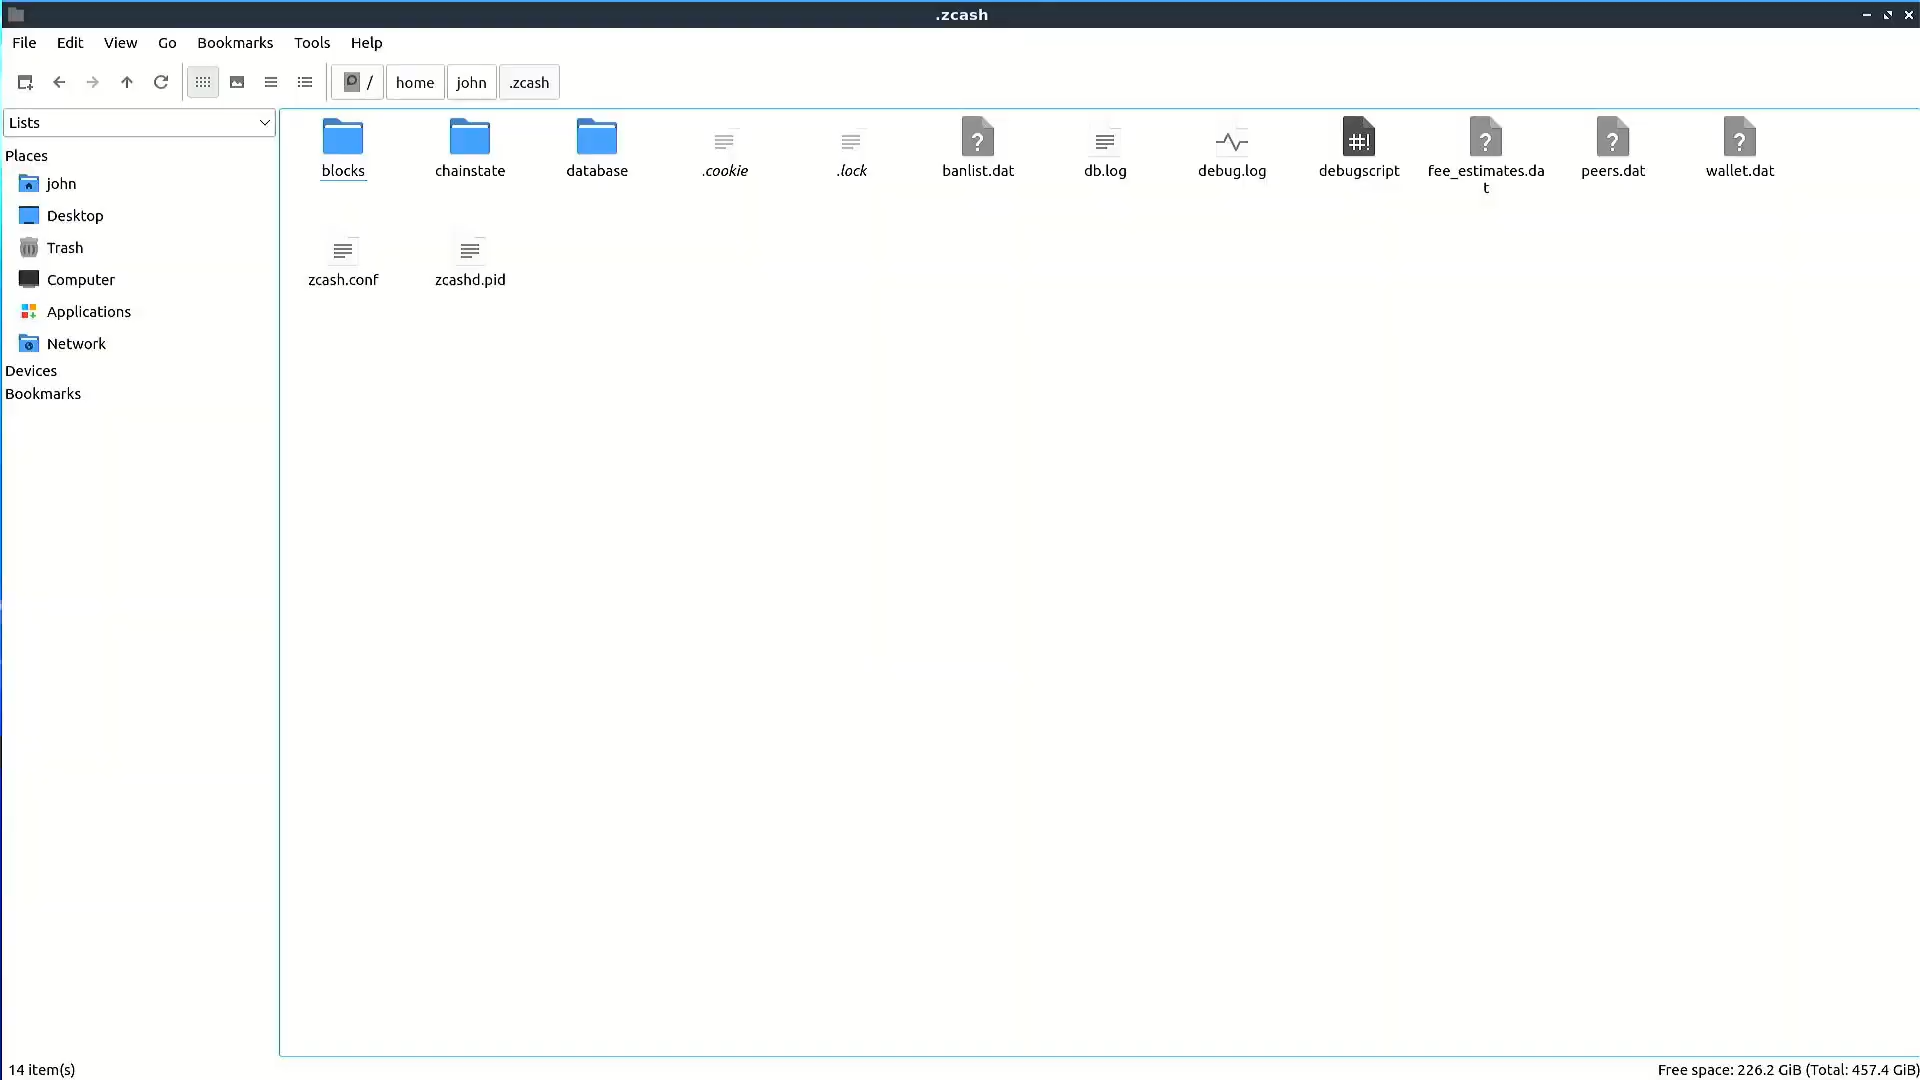 .zcash
File Edit View Go Bookmarks Tools Help
/ home john .zcash
Lists
Places
john
Desktop
Trash
Computer
Applications
Network
Devices
Bookmarks
blocks chainstate database .cookie .lock banlist.dat db.log debug.log debugscript fee_estimates.da peers.dat wallet.dat
t
zcash.conf zcashd.pid
14 item(s) Free space: 226.2 GiB (Total: 457.4 GiB)